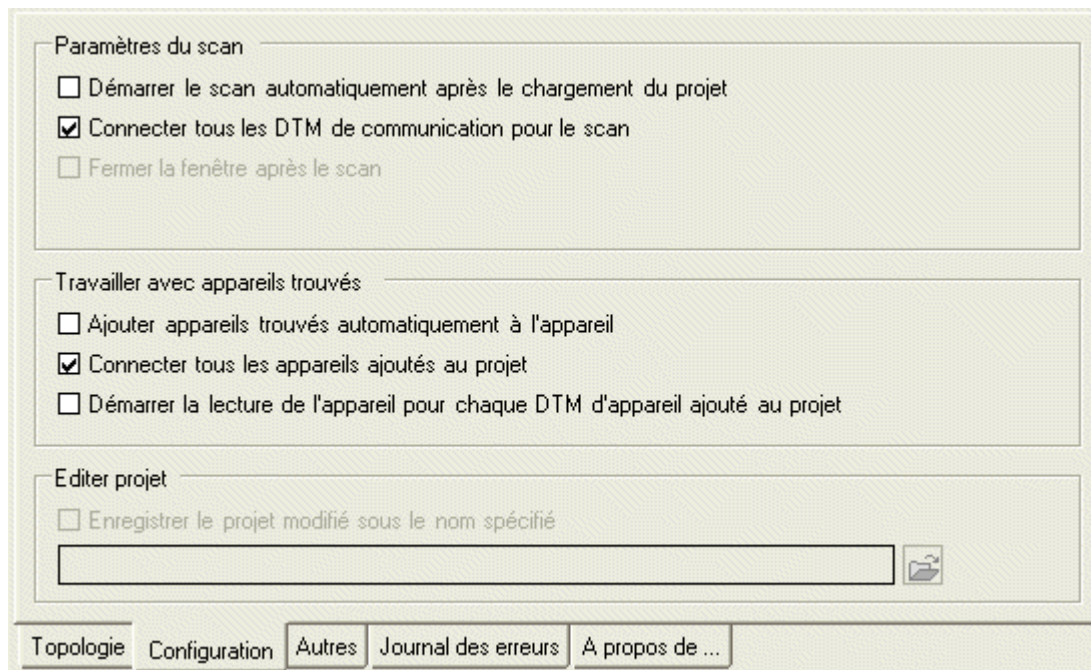 Paramètres du scan
Démarrer le scan automatiquement après le chargement du projet
Connecter tous les DTM de communication pour le scan
Fermer la fenêtre après le scan
Travailler avec appareils trouvés
Ajouter appareils trouvés automatiquement à l'appareil
Connecter tous les appareils ajoutés au projet
Démarrer la lecture de l'appareil pour chaque DTM d'appareil ajouté au projet
Editer projet
Enregistrer le projet modifié sous le nom spécifié
Topologie Configuration Autres Journal des erreurs A propos de ...